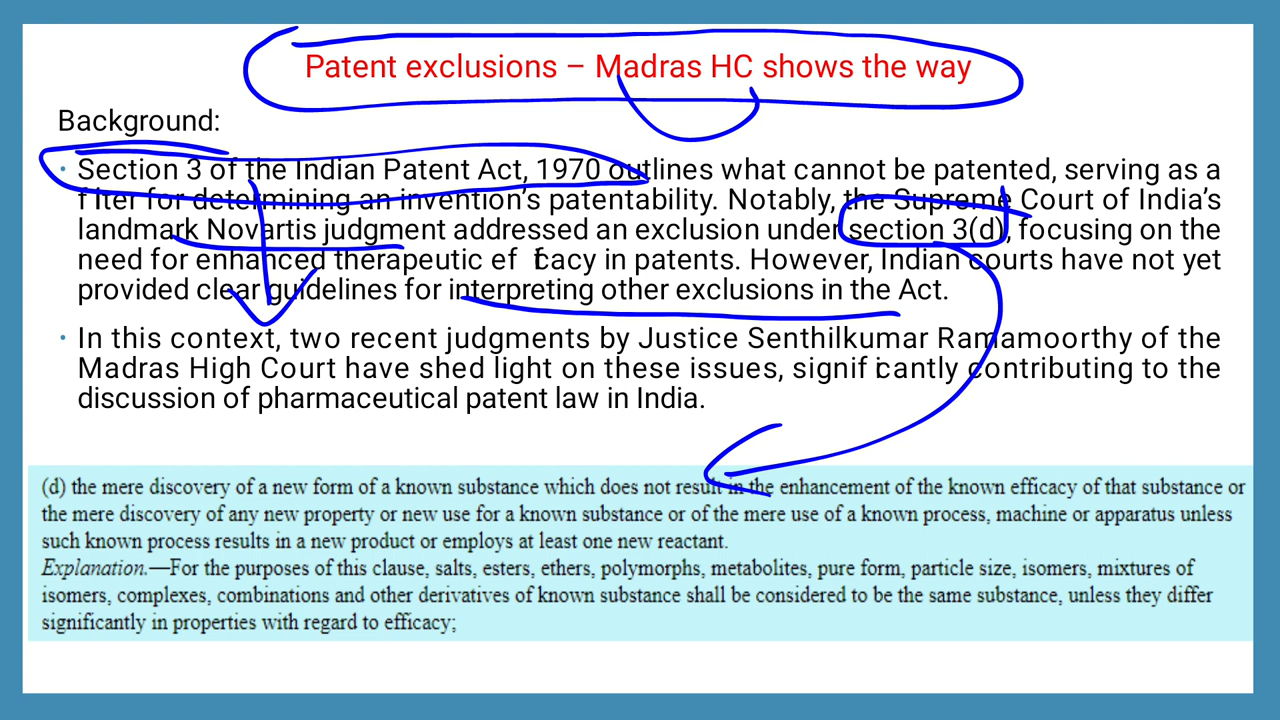 Patent exclusions – Madras HC shows the way
Background:
• Section 3 of the Indian Patent Act, 1970 outlines what cannot be patented, serving as a
filter for determining an invention's patentability. Notably, the Supreme Court of India's
landmark Novartis judgment addressed an exclusion under section 3(d), focusing on the
need for enhanced therapeutic efficacy in patents. However, Indian courts have not yet
provided clear guidelines for interpreting other exclusions in the Act.
• In this context, two recent judgments by Justice Senthilkumar Ramamoorthy of the
Madras High Court have shed light on these issues, significantly contributing to the
discussion of pharmaceutical patent law in India.
(d) the mere discovery of a new form of a known substance which does not result in the enhancement of the known efficacy of that substance or
the mere discovery of any new property or new use for a known substance or of the mere use of a known process, machine or apparatus unless
such known process results in a new product or employs at least one new reactant.
Explanation.—For the purposes of this clause, salts, esters, ethers, polymorphs, metabolites, pure form, particle size, isomers, mixtures of
isomers, complexes, combinations and other derivatives of known substance shall be considered to be the same substance, unless they differ
significantly in properties with regard to efficacy;